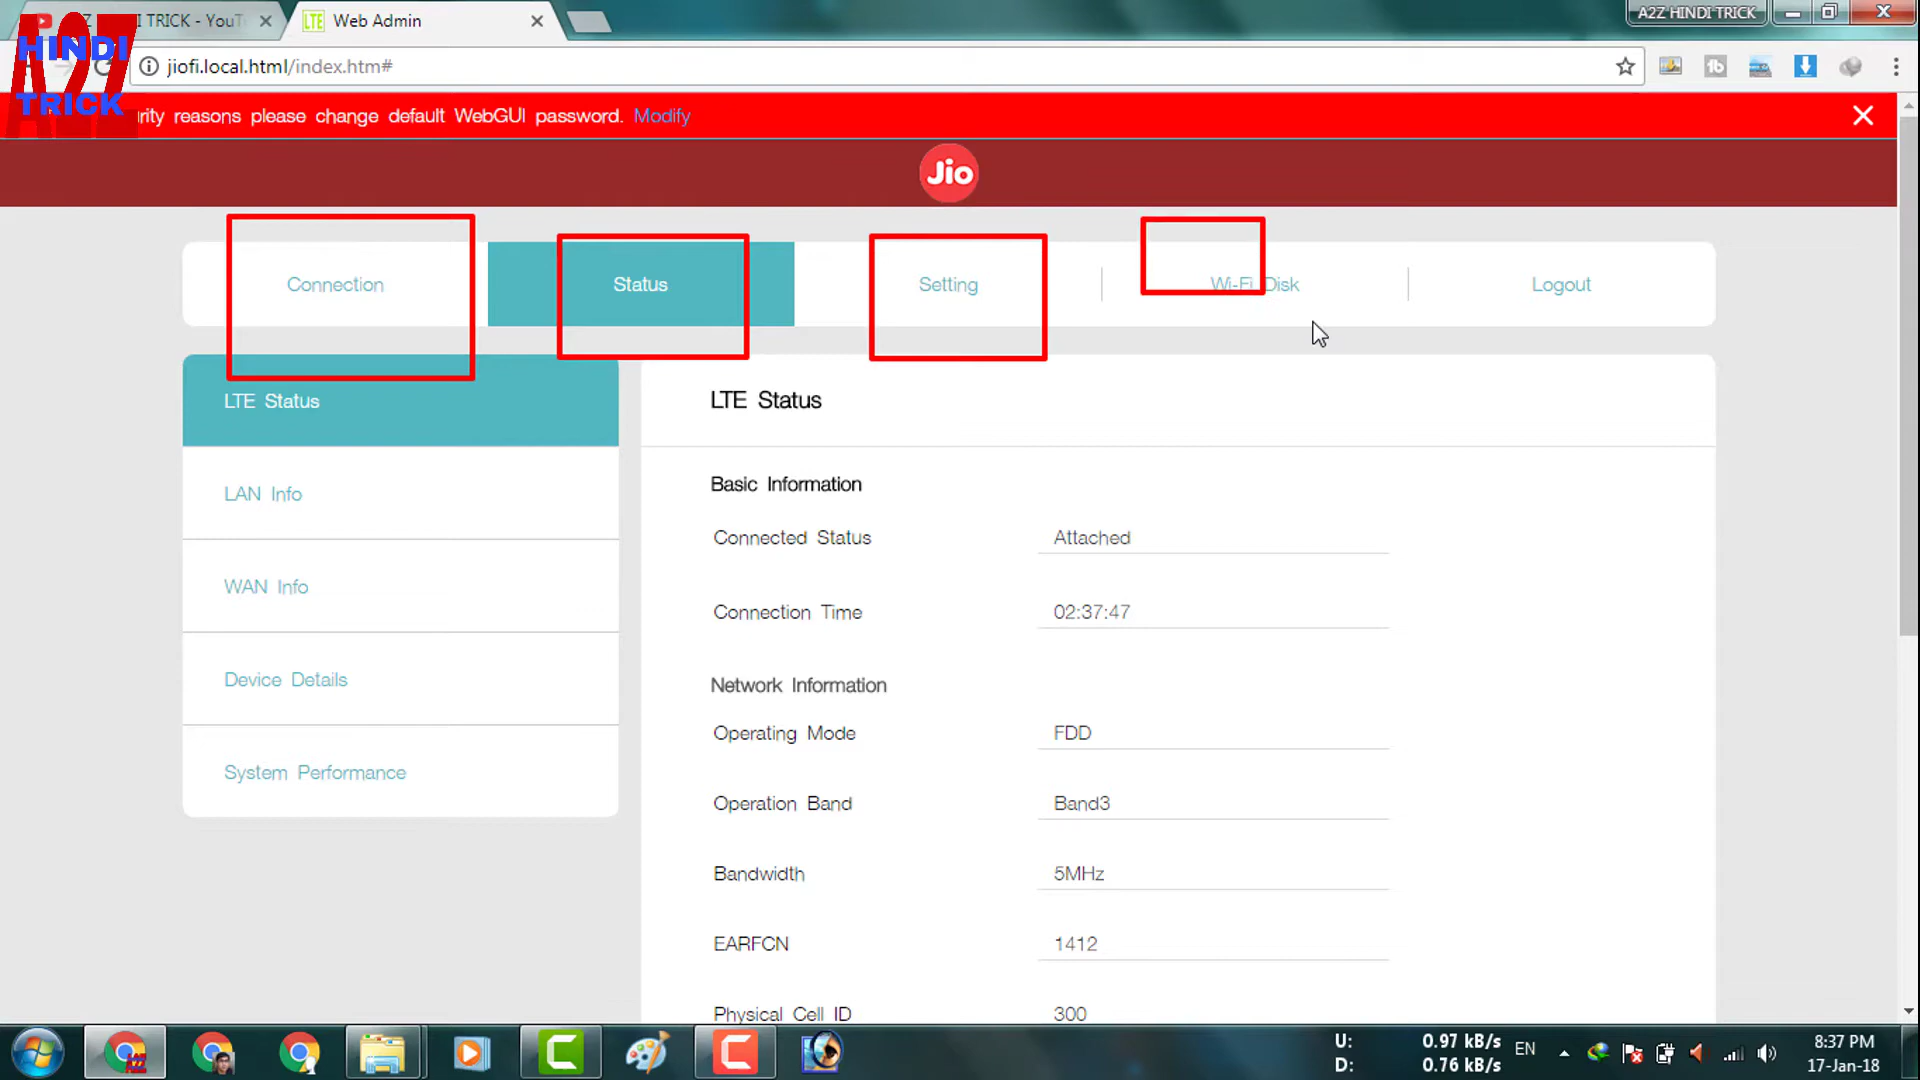 TRICK - YouT
Web Admin
A2Z HINDI TRICK
A2Z
HINDI
TRICK
jiofi.local.html/index.htm#
reasons please change default WebGUI password. Modify
Jio
Connection
Status
Setting
Wi-Fi Disk
Logout
LTE Status
LAN Info
WAN Info
Device Details
System Performance
LTE Status
Basic Information
Connected Status Attached
Connection Time 02:37:47
Network Information
Operating Mode FDD
Operation Band Band3
Bandwidth 5MHz
EARFCN 1412
Physical Cell ID 300
U: 0.97 kB/s
D: 0.76 kB/s
EN
8:37 PM
17-Jan-18